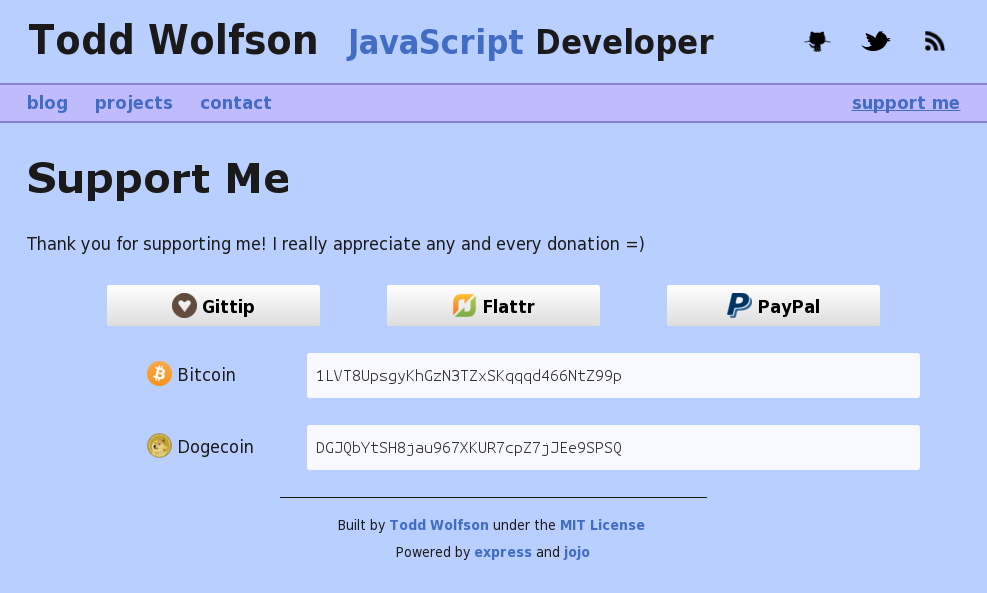 Todd Wolfson JavaScript Developer
blog projects contact support me
Support Me
Thank you for supporting me! I really appreciate any and every donation =)
Gittip Flattr PayPal
Bitcoin 1LVT8UpsgyKhGzN3TZxSKqqqd466NtZ99p
Dogecoin DGJQbYtSH8jau967XKUR7cpZ7jJEe9SPSQ
Built by Todd Wolfson under the MIT License
Powered by express and jojo